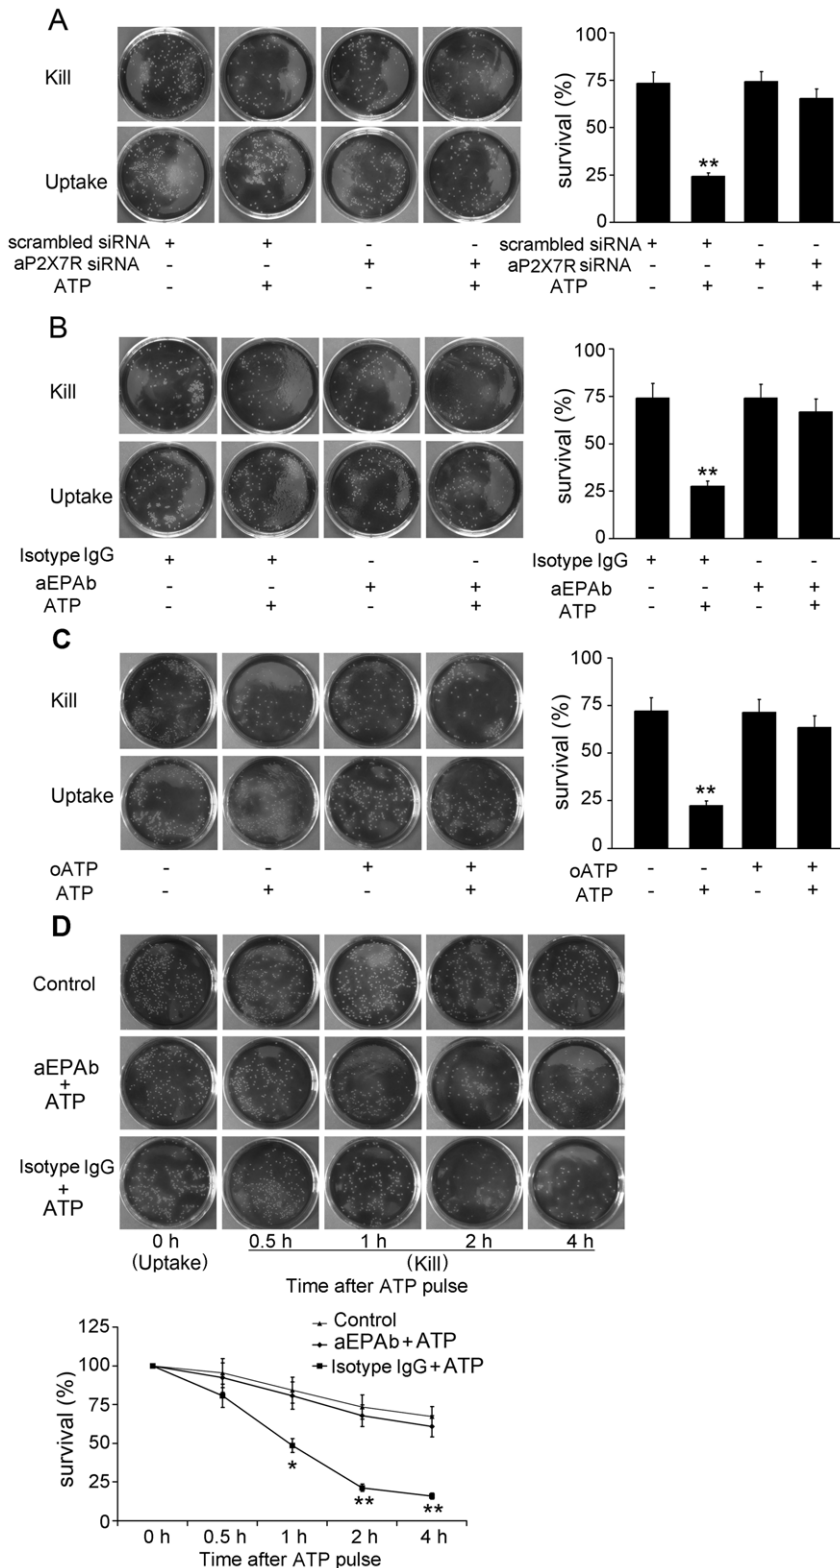 A
Kill
Uptake
scrambled siRNA + + - -
aP2X7R siRNA - - + +
ATP - + - +
survival (%)
100
75
50
25
0
**
scrambled siRNA + + - -
aP2X7R siRNA - - + +
ATP - + - +
B
Kill
Uptake
Isotype IgG + + - -
aEPAb - - + +
ATP - + - +
survival (%)
100
75
50
25
0
**
Isotype IgG + + - -
aEPAb - - + +
ATP - + - +
C
Kill
Uptake
oATP - - + +
ATP - + - +
survival (%)
100
75
50
25
0
**
oATP - - + +
ATP - + - +
D
Control
aEPAb
+
ATP
Isotype IgG
+
ATP
0 h 0.5 h 1 h 2 h 4 h
(Uptake) (Kill)
Time after ATP pulse
survival (%)
125
100
75
50
25
0
Control
aEPAb+ATP
Isotype IgG+ATP
*
**
**
0 h 0.5 h 1 h 2 h 4 h
Time after ATP pulse